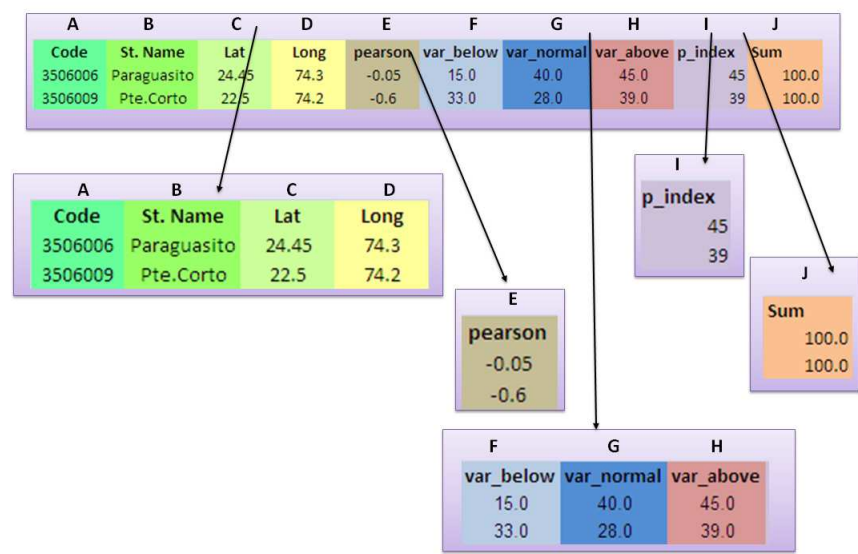 A B C D E F G H I J
Code St. Name Lat Long pearson var_below var_normal var_above p_index Sum
3506006 Paraguasito 24.45 74.3 -0.05 15.0 40.0 45.0 45 100.0
3506009 Pte.Corto 22.5 74.2 -0.6 33.0 28.0 39.0 39 100.0
A B C D
Code St. Name Lat Long
3506006 Paraguasito 24.45 74.3
3506009 Pte.Corto 22.5 74.2
I
p_index
45
39
J
Sum
100.0
100.0
E
pearson
-0.05
-0.6
F G H
var_below var_normal var_above
15.0 40.0 45.0
33.0 28.0 39.0